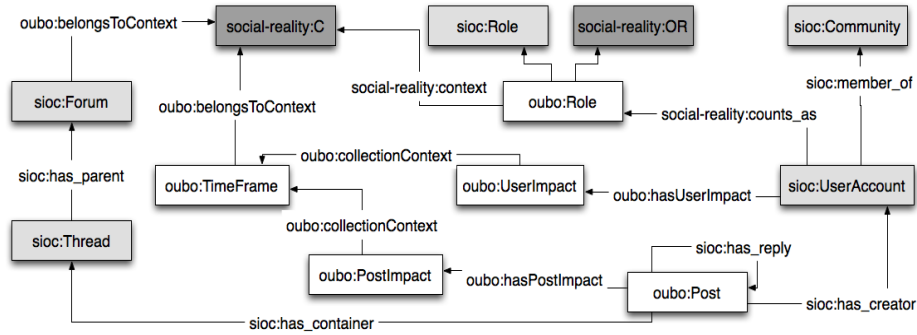 oubo:belongsToContext
social-reality:C
sioc:Role
social-reality:OR
sioc:Community
sioc:member_of
sioc:Forum
oubo:belongsToContext
social-reality:context
oubo:Role
social-reality:counts_as
oubo:collectionContext
sioc:has_parent
oubo:TimeFrame
oubo:UserImpact
oubo:hasUserImpact
sioc:UserAccount
oubo:collectionContext
sioc:Thread
sioc:has_reply
oubo:PostImpact
oubo:hasPostImpact
oubo:Post
sioc:has_creator
sioc:has_container